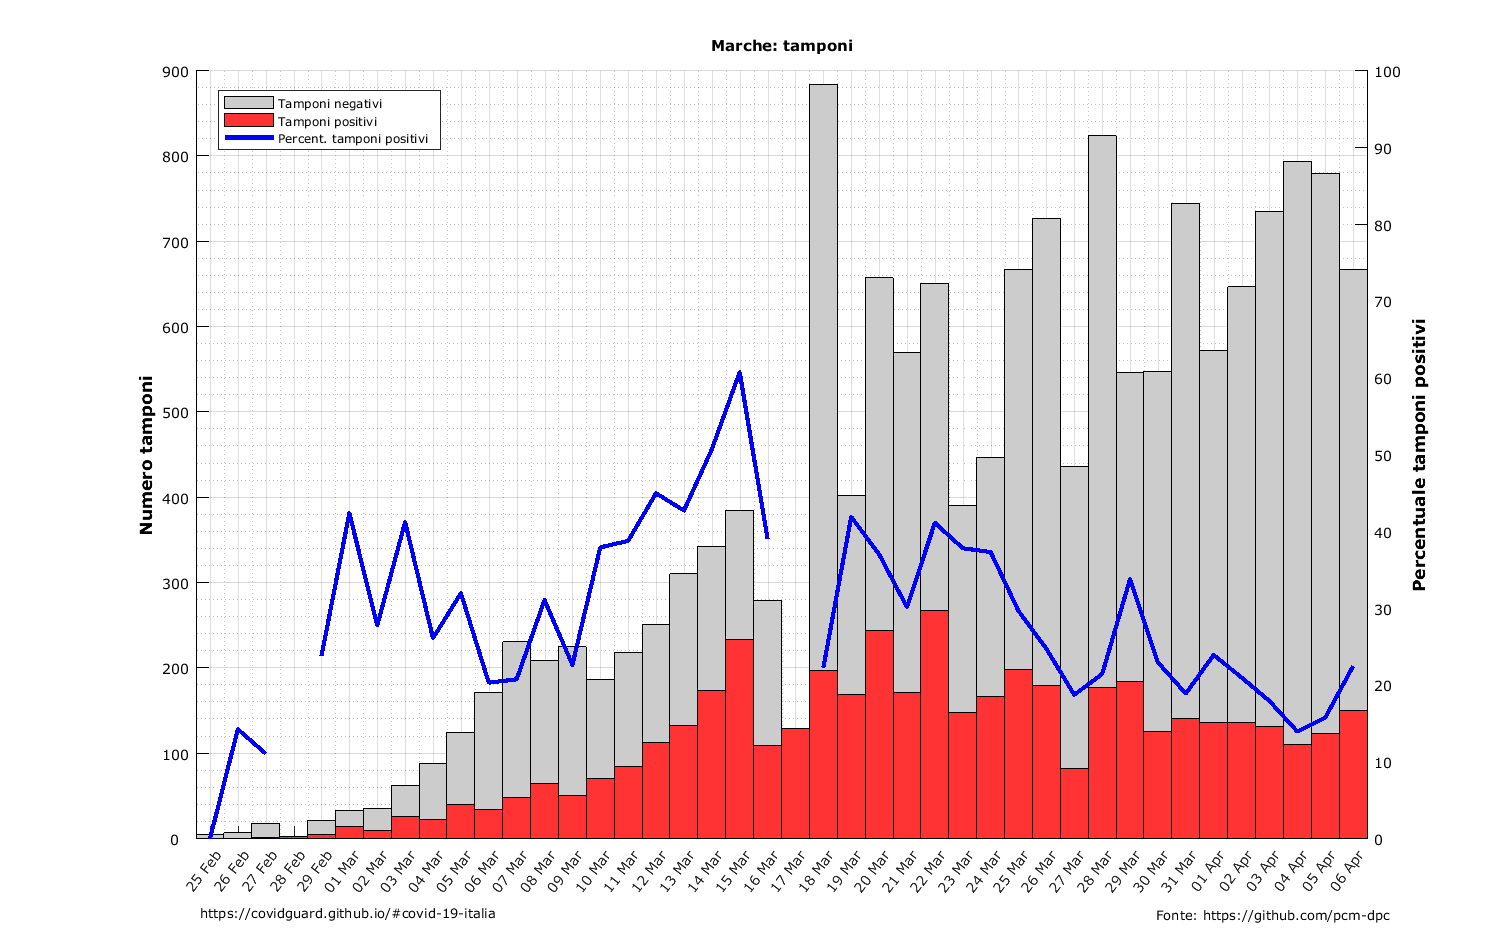 Marche: tamponi
Tamponi negativi
Tamponi positivi
Percent. tamponi positivi
Numero tamponi
900
800
700
600
500
400
300
200
100
0
100
90
80
70
60
50
40
30
20
10
0
Percentuale tamponi positivi
25 Feb
26 Feb
27 Feb
28 Feb
29 Feb
01 Mar
02 Mar
03 Mar
04 Mar
05 Mar
06 Mar
07 Mar
08 Mar
09 Mar
10 Mar
11 Mar
12 Mar
13 Mar
14 Mar
15 Mar
16 Mar
17 Mar
18 Mar
19 Mar
20 Mar
21 Mar
22 Mar
23 Mar
24 Mar
25 Mar
26 Mar
27 Mar
28 Mar
29 Mar
30 Mar
31 Mar
01 Apr
02 Apr
03 Apr
04 Apr
05 Apr
06 Apr
https://covidguard.github.io/#covid-19-italia
Fonte: https://github.com/pcm-dpc